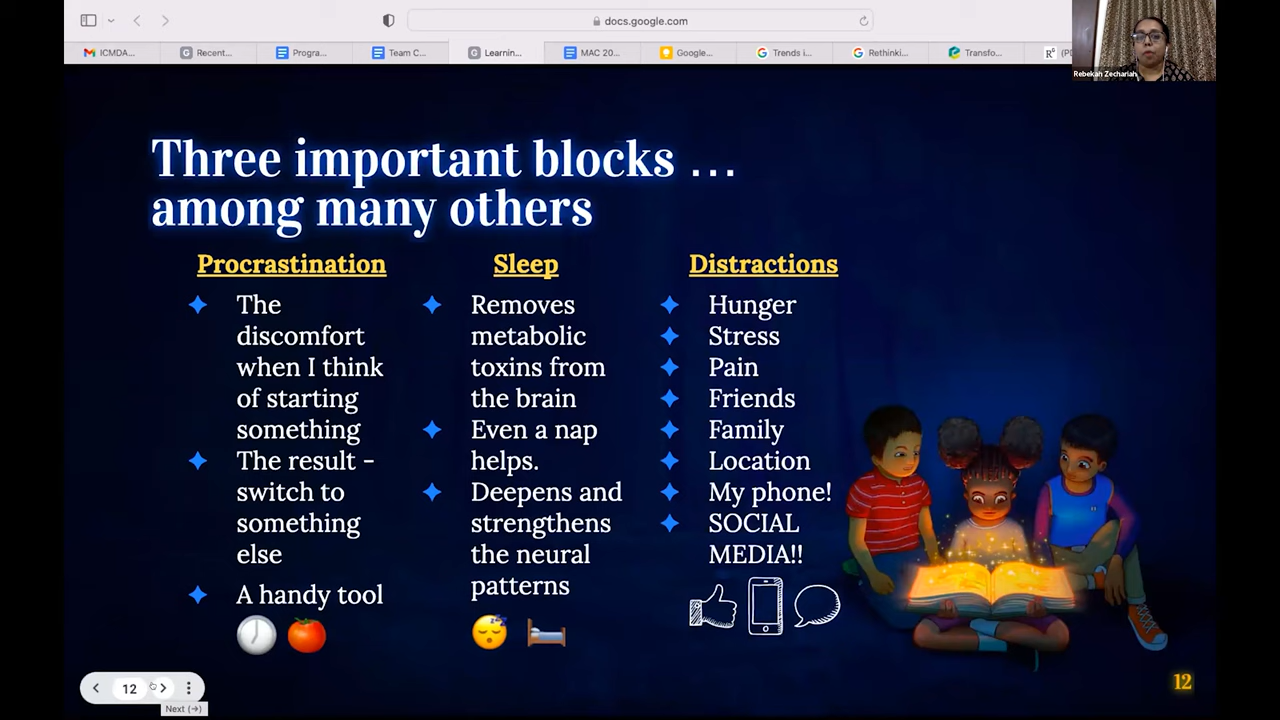 docs.google.com
ICMDA...
Recent...
Progra...
Team C...
Learnin...
MAC 20...
Google...
Trends i...
Rethinki...
Transfo...
Rebekah Zechariah
Three important blocks ...
among many others
Procrastination
The
discomfort
when I think
of starting
something
The result -
switch to
something
else
A handy tool
Sleep
Removes
metabolic
toxins from
the brain
Even a nap
helps.
Deepens and
strengthens
the neural
patterns
Distractions
Hunger
Stress
Pain
Friends
Family
Location
My phone!
SOCIAL
MEDIA!!
12
Next (→)
12